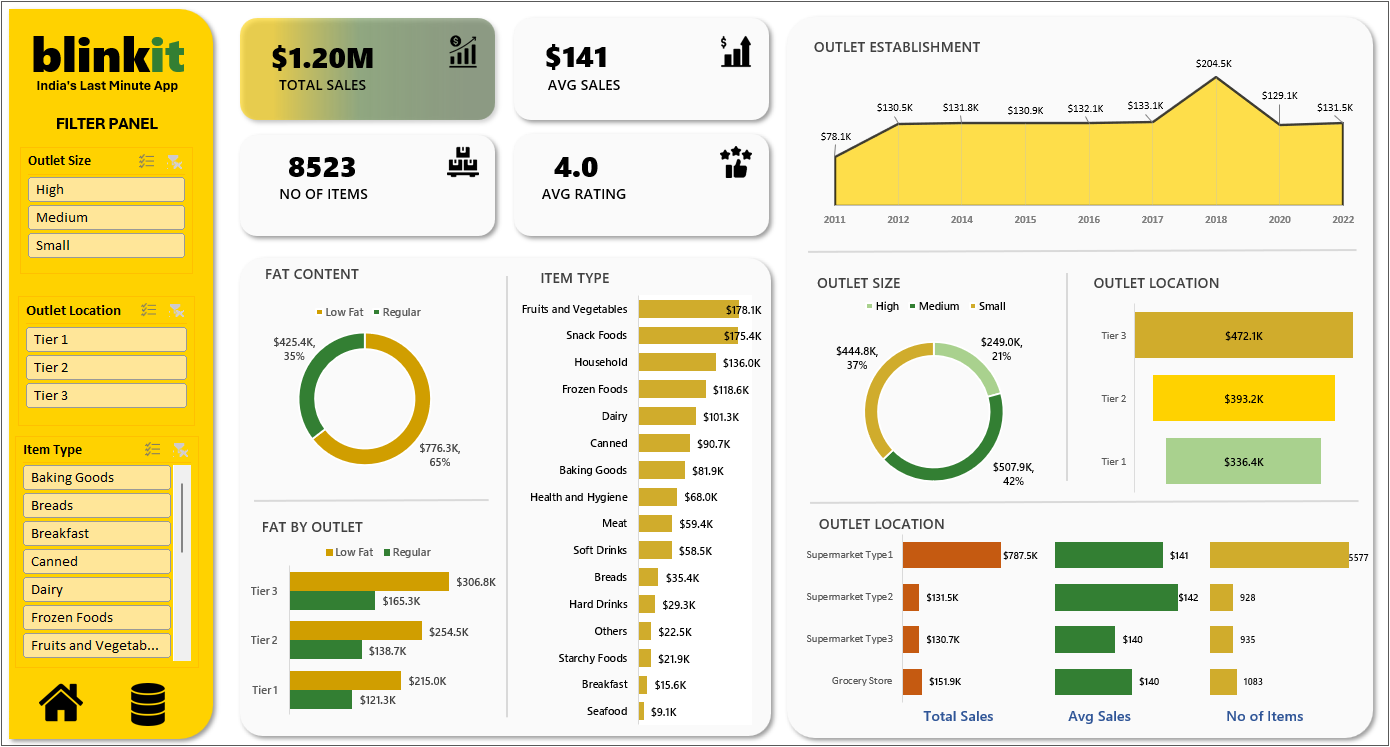 blinkit
India's Last Minute App
FILTER PANEL
Outlet Size
High
Medium
Small
Outlet Location
Tier 1
Tier 2
Tier 3
Item Type
Baking Goods
Breads
Breakfast
Canned
Dairy
Frozen Foods
Fruits and Vegetab...
$1.20M
TOTAL SALES
$141
AVG SALES
8523
NO OF ITEMS
4.0
AVG RATING
FAT CONTENT
Low Fat Regular
$425.4K,
35%
$776.3K,
65%
FAT BY OUTLET
Low Fat Regular
Tier 3 $306.8K
$165.3K
Tier 2 $254.5K
$138.7K
Tier 1 $215.0K
$121.3K
ITEM TYPE
Fruits and Vegetables $178.1K
Snack Foods $175.4K
Household $136.0K
Frozen Foods $118.6K
Dairy $101.3K
Canned $90.7K
Baking Goods $81.9K
Health and Hygiene $68.0K
Meat $59.4K
Soft Drinks $58.5K
Breads $35.4K
Hard Drinks $29.3K
Others $22.5K
Starchy Foods $21.9K
Breakfast $15.6K
Seafood $9.1K
OUTLET ESTABLISHMENT
$78.1K $130.5K $131.8K $130.9K $132.1K $133.1K $204.5K $129.1K $131.5K
2011 2012 2014 2015 2016 2017 2018 2020 2022
OUTLET SIZE
High Medium Small
$444.8K,
37%
$249.0K,
21%
$507.9K,
42%
OUTLET LOCATION
Tier 3 $472.1K
Tier 2 $393.2K
Tier 1 $336.4K
OUTLET LOCATION
Supermarket Type1 $787.5K $141 5577
Supermarket Type2 $131.5K $142 928
Supermarket Type3 $130.7K $140 935
Grocery Store $151.9K $140 1083
Total Sales Avg Sales No of Items